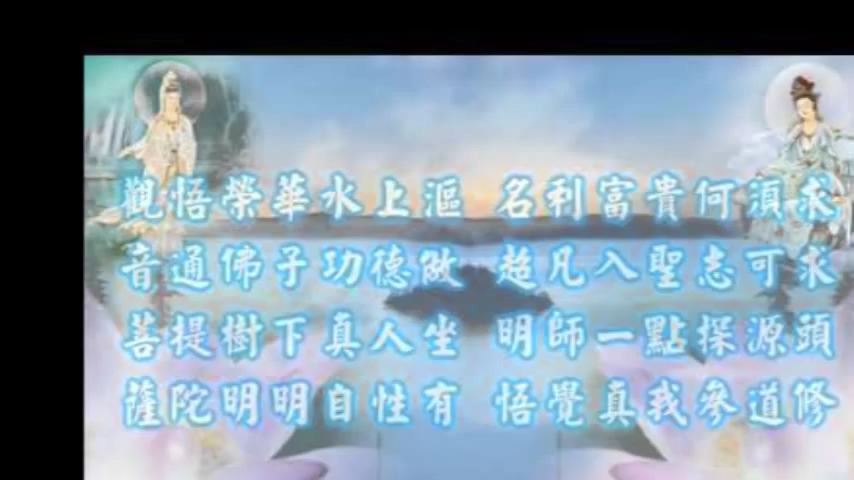 觀悟榮華水上漚 名利富貴何須求
音通佛子功德做 超凡入聖志可求
菩提樹下真人坐 明師一點探源頭
薩陀明明自性有 悟覺真我參道修